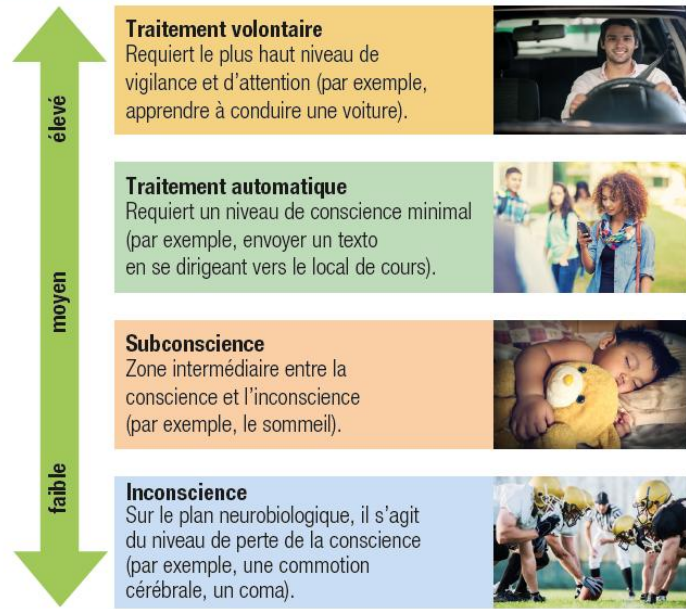 Traitement volontaire
Requiert le plus haut niveau de
vigilance et d'attention (par exemple,
apprendre à conduire une voiture).
élevé
Traitement automatique
Requiert un niveau de conscience minimal
(par exemple, envoyer un texto
en se dirigeant vers le local de cours).
moyen
Subconscience
Zone intermédiaire entre la
conscience et l'inconscience
(par exemple, le sommeil).
faible
Inconscience
Sur le plan neurobiologique, il s'agit
du niveau de perte de la conscience
(par exemple, une commotion
cérébrale, un coma).